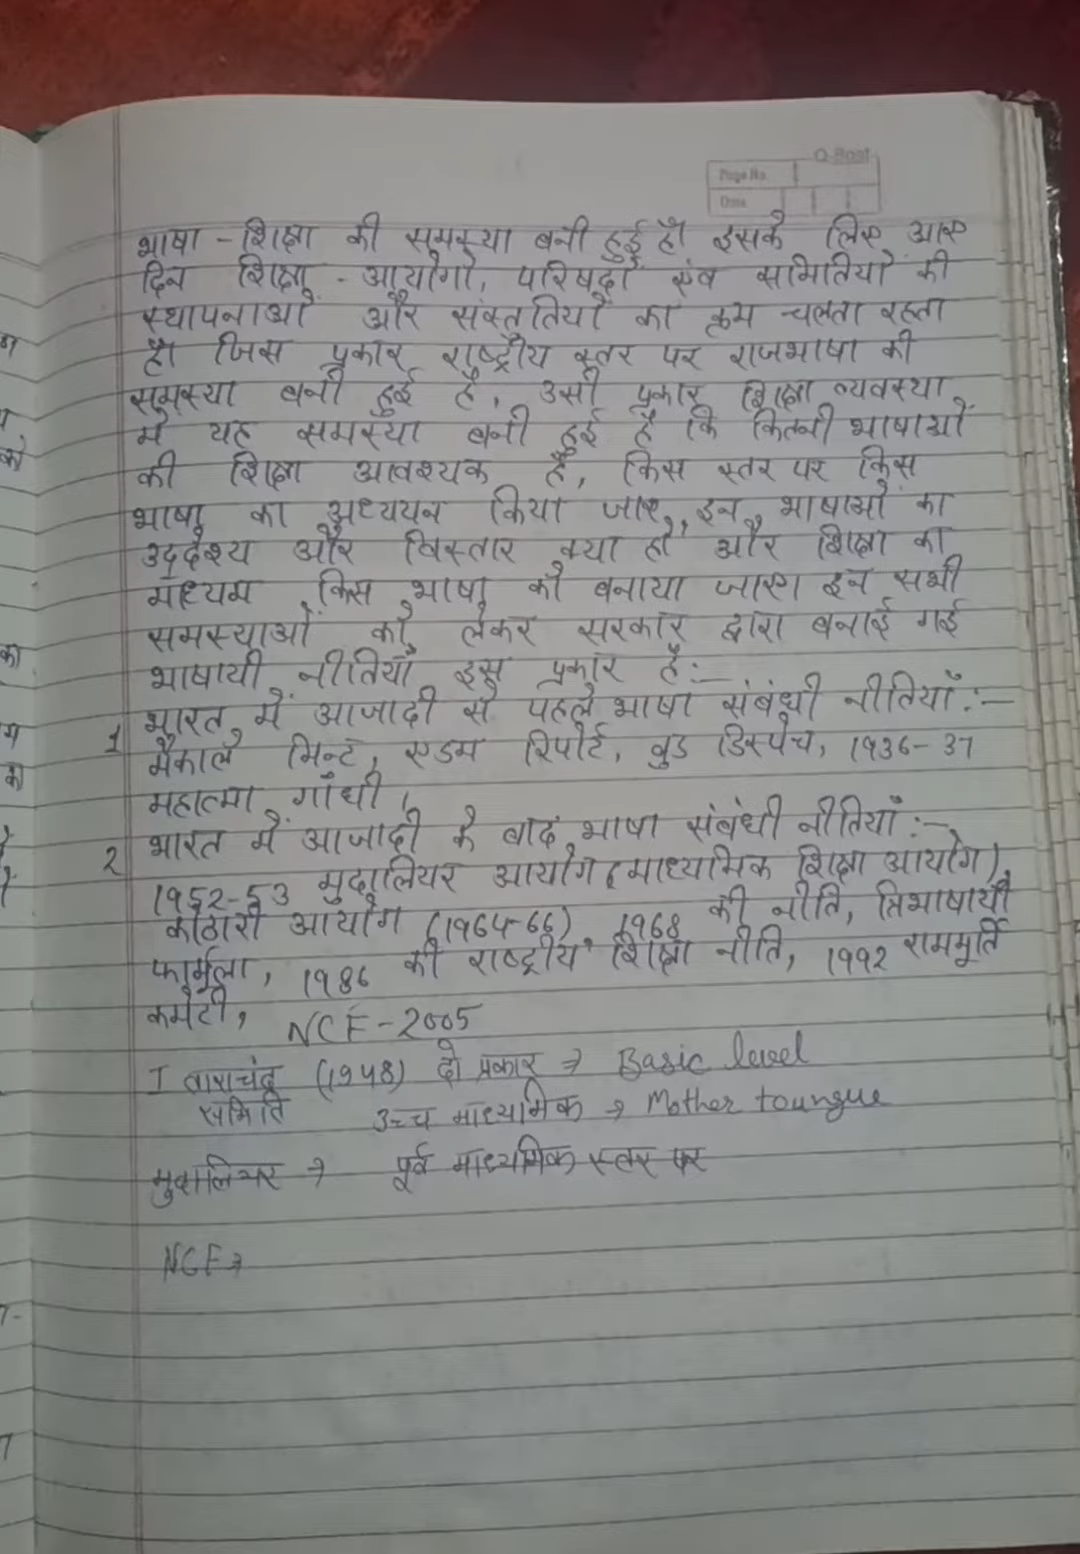 Page No.
Date
भाषा - शिक्षा की समस्या बनी हुई है। इसके लिए आए
दिन शिक्षा - आयोगों, परिषदों एंव समितियों की
स्थापनाओं और संस्तुतियों का क्रम चलता रहता
है। जिस प्रकार राष्ट्रीय स्तर पर राजभाषा की
समस्या बनी हुई है, उसी प्रकार शिक्षा व्यवस्था
में यह समस्या बनी हुई है कि कितनी भाषाओं
की शिक्षा आवश्यक है, किस स्तर पर किस
भाषा का अध्ययन किया जाए, इन भाषाओं का
उद्देश्य और विस्तार क्या हो और शिक्षा का
माध्यम किस भाषा को बनाया जाए। इन सभी
समस्याओं को लेकर सरकार द्वारा बनाई गई
भाषायी नीतियाँ इस प्रकार हैं:-
1 भारत में आजादी से पहले भाषा संबंधी नीतियाँ:-
मैकाले मिन्ट, एडम रिपोर्ट, वुड डिस्पैच, 1936-37
महात्मा गाँधी,
2 भारत में आजादी के बाद भाषा संबंधी नीतियाँ:-
1952-53 मुदालियर आयोग (माध्यमिक शिक्षा आयोग)
कोठारी आयोग (1964-66) 1968 की नीति, त्रिभाषायी
फार्मूला, 1986 की राष्ट्रीय शिक्षा नीति, 1992 राममूर्ति
कमेटी, NCF-2005
I ताराचंद (1948) दो प्रकार → Basic level
समिति उच्च माध्यमिक → Mother toungue
मुदालियर → पूर्व माध्यमिक स्तर पर
NCF→